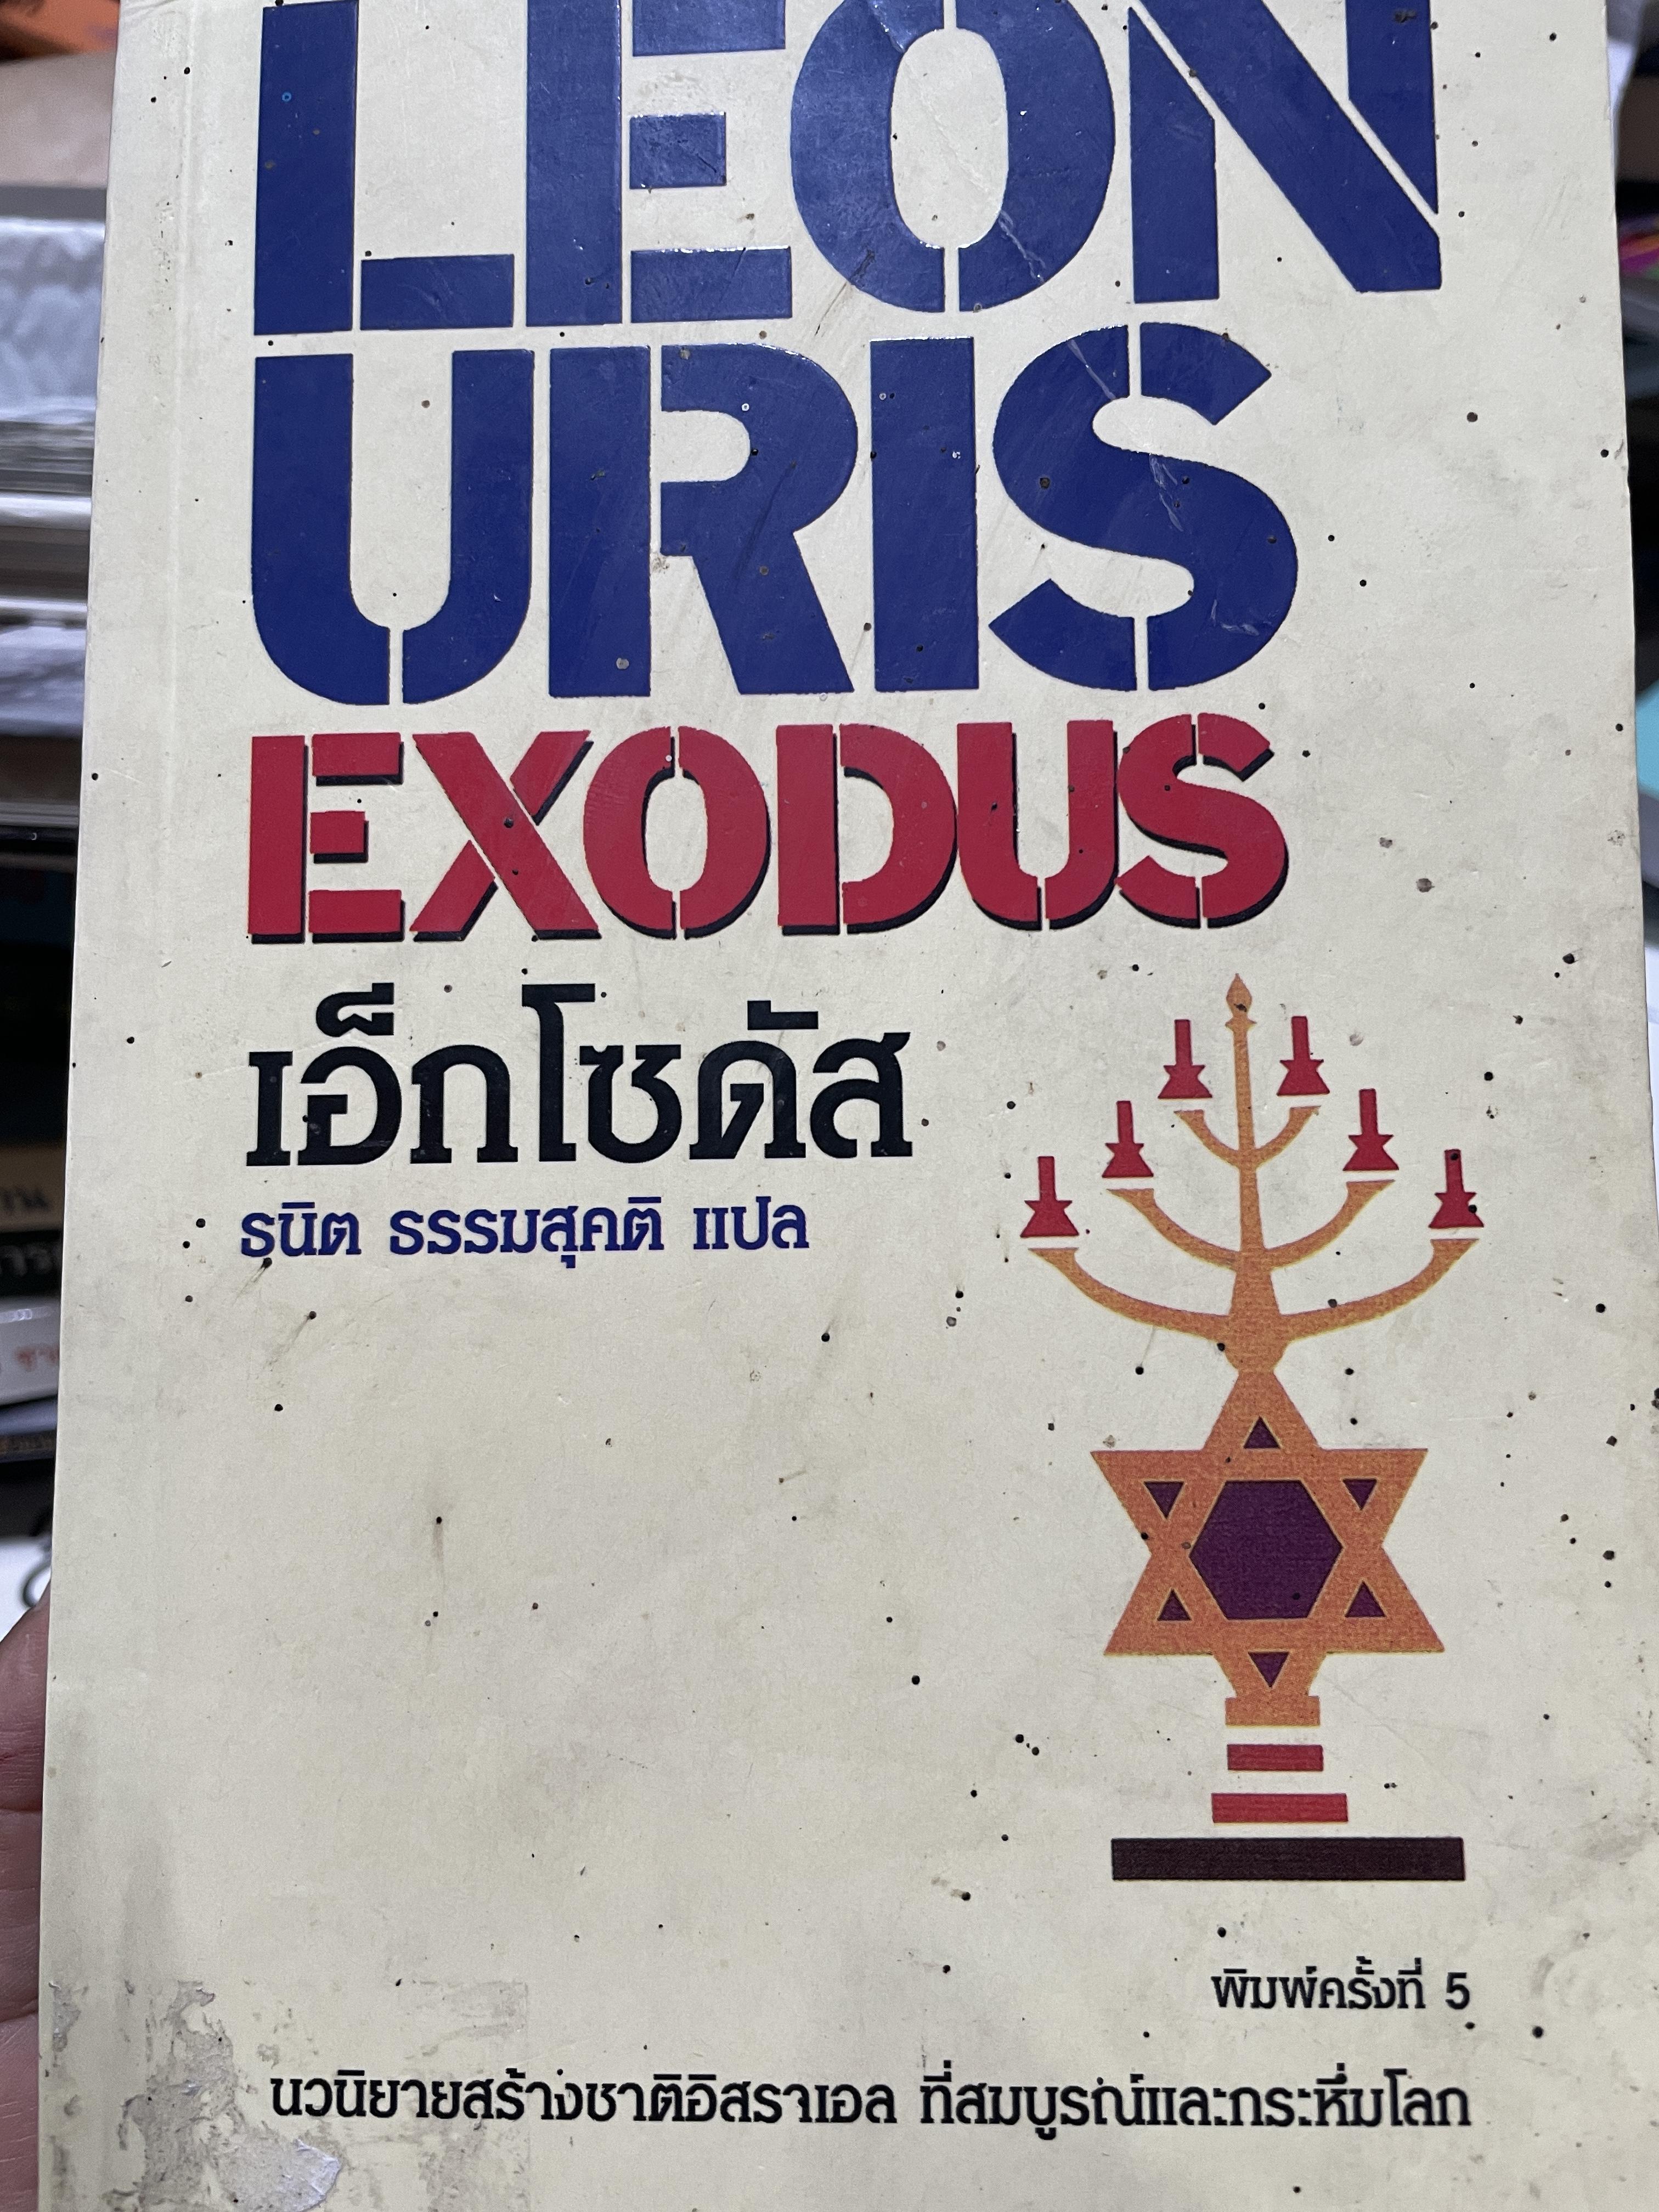 LEON
URIS
EXODUS
เอ็กโซดัส
ธนิต ธรรมสุคติ แปล
พิมพ์ครั้งที่ 5
นวนิยายสร้างชาติอิสราเอล ที่สมบูรณ์และกระหึ่มโลก